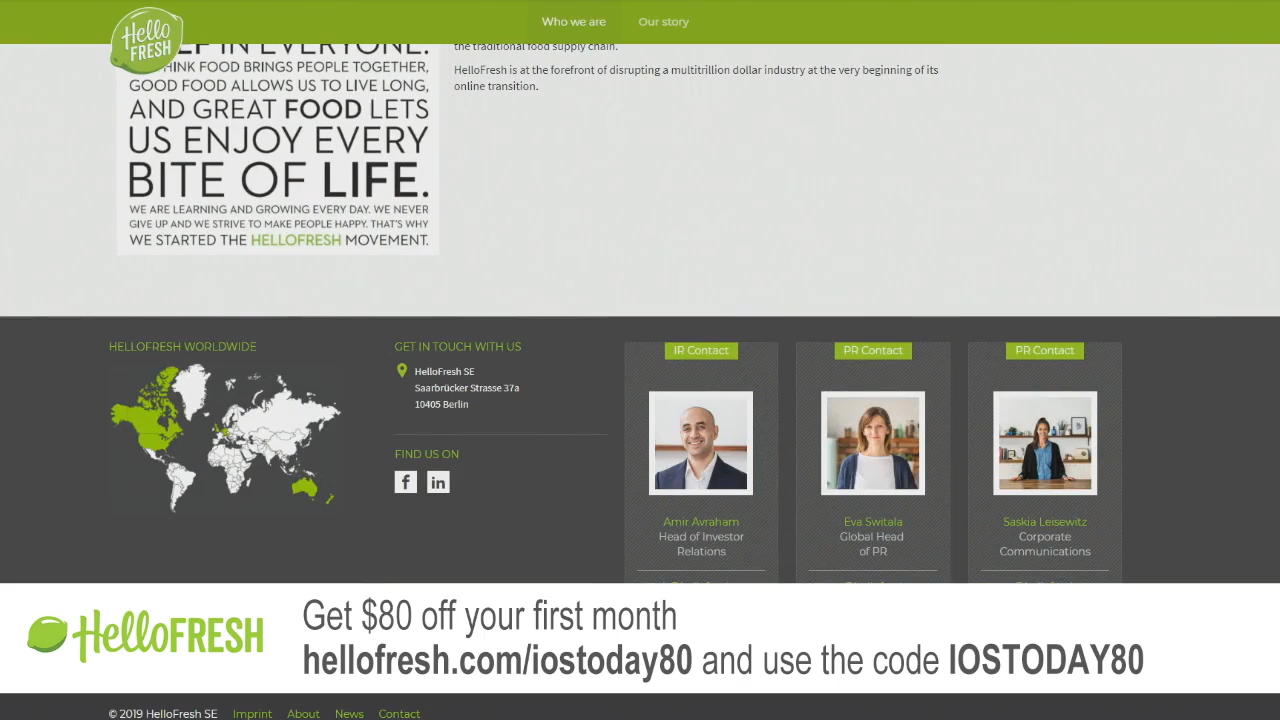 Hello
FRESH
Who we are
Our story
IN EVERYONE.
THINK FOOD BRINGS PEOPLE TOGETHER,
GOOD FOOD ALLOWS US TO LIVE LONG,
AND GREAT FOOD LETS
US ENJOY EVERY
BITE OF LIFE.
WE ARE LEARNING AND GROWING EVERY DAY. WE NEVER
GIVE UP AND WE STRIVE TO MAKE PEOPLE HAPPY. THAT'S WHY
WE STARTED THE HELLOFRESH MOVEMENT.
the traditional food supply chain.
HelloFresh is at the forefront of disrupting a multitrillion dollar industry at the very beginning of its
online transition.
HELLOFRESH WORLDWIDE
GET IN TOUCH WITH US
HelloFresh SE
Saarbrücker Strasse 37a
10405 Berlin
FIND US ON
f in
IR Contact
Amir Avraham
Head of Investor
Relations
PR Contact
Eva Switala
Global Head
of PR
PR Contact
Saskia Leisewitz
Corporate
Communications
HelloFRESH
Get $80 off your first month
hellofresh.com/iostoday80 and use the code IOSTODAY80
© 2019 HelloFresh SE Imprint About News Contact